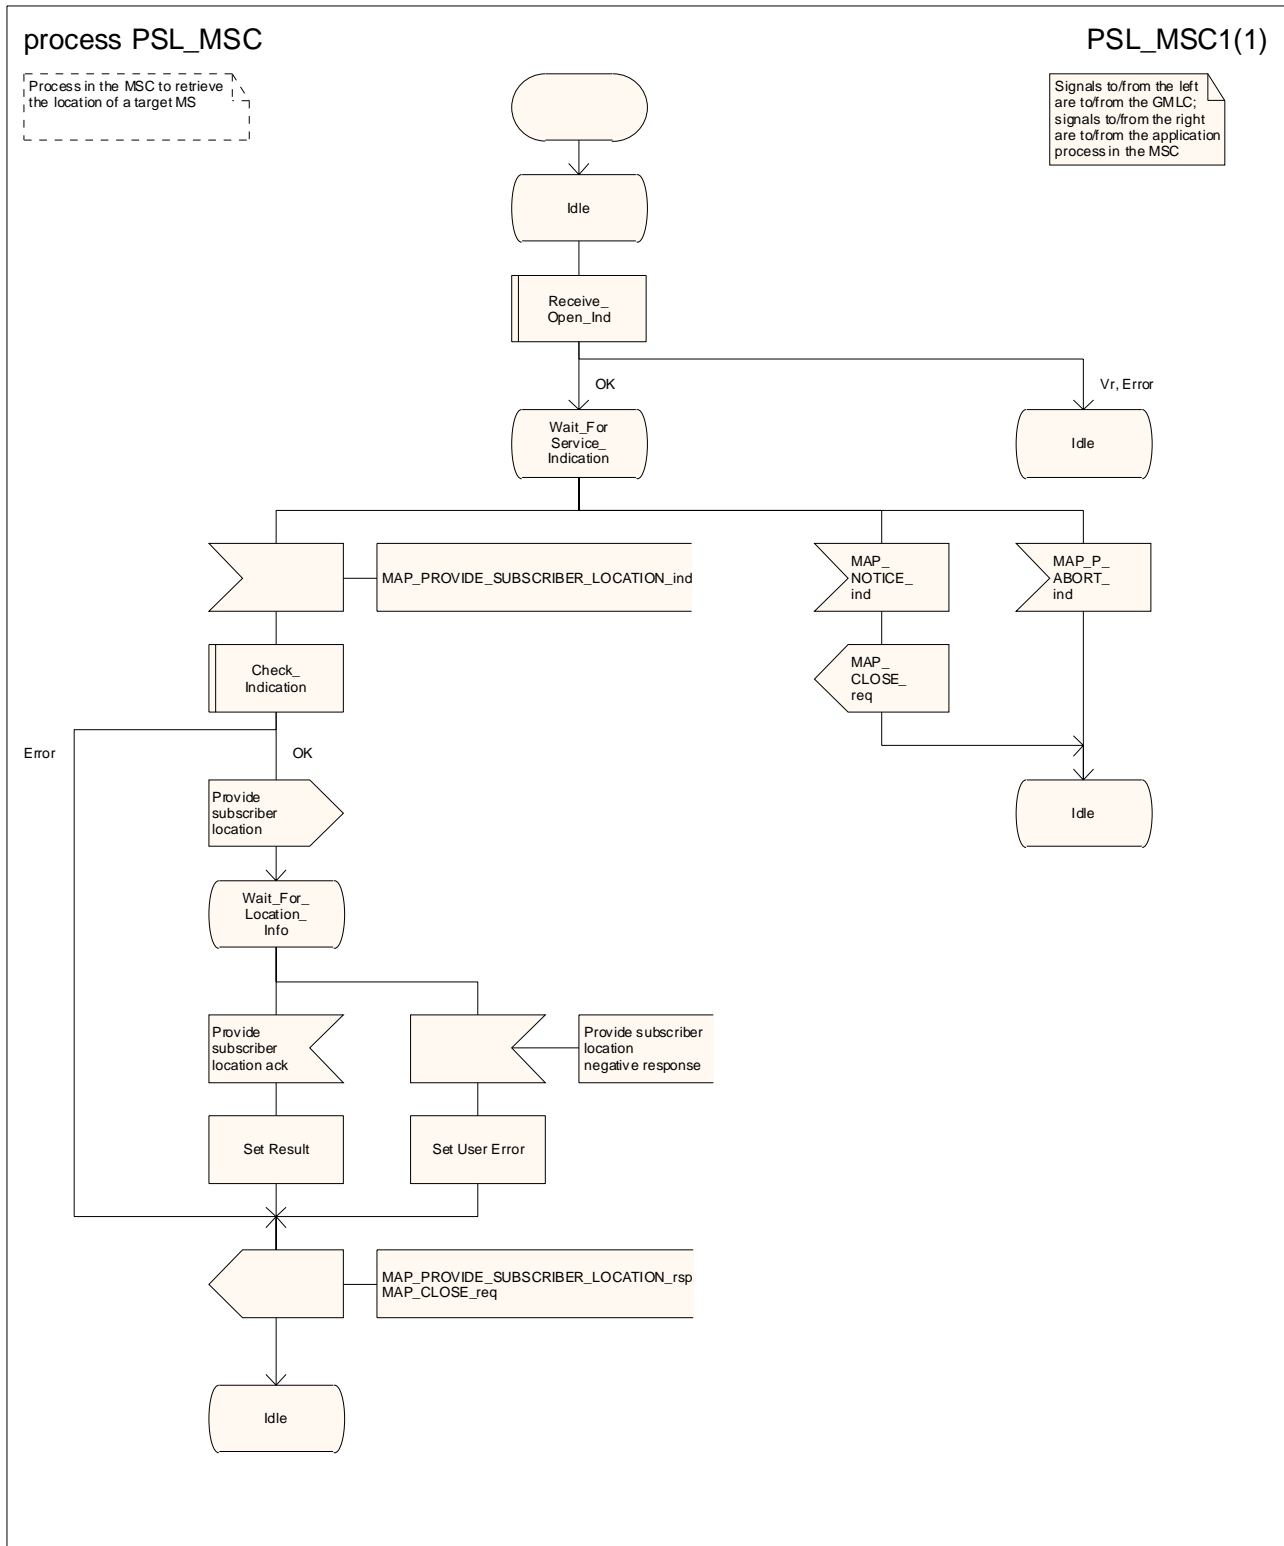 process PSL_MSC
PSL_MSC1(1)
Process in the MSC to retrieve
the location of a target MS
Signals to/from the left
are to/from the GMLC;
signals to/from the right
are to/from the application
process in the MSC
Idle
Receive_
Open_Ind
OK
Vr, Error
Wait_For
Service_
Indication
Idle
MAP_PROVIDE_SUBSCRIBER_LOCATION_ind
MAP_
NOTICE_
ind
MAP_P_
ABORT_
ind
Check_
Indication
MAP_
CLOSE_
req
Error
OK
Provide
subscriber
location
Idle
Wait_For_
Location_
Info
Provide
subscriber
location ack
Provide subscriber
location
negative response
Set Result
Set User Error
MAP_PROVIDE_SUBSCRIBER_LOCATION_rsp
MAP_CLOSE_req
Idle